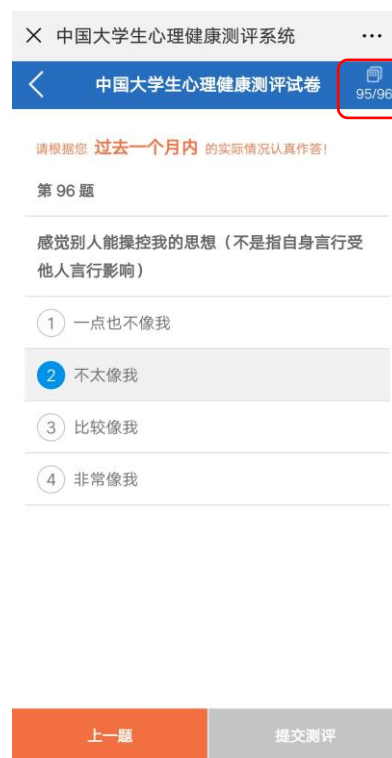 中国大学生心理健康测评系统
中国大学生心理健康测评试卷
95/96
请根据您 过去一个月内 的实际情况认真作答！
第 96 题
感觉别人能操控我的思想（不是指自身言行受
他人言行影响）
1 一点也不像我
2 不太像我
3 比较像我
4 非常像我
上一题 提交测评